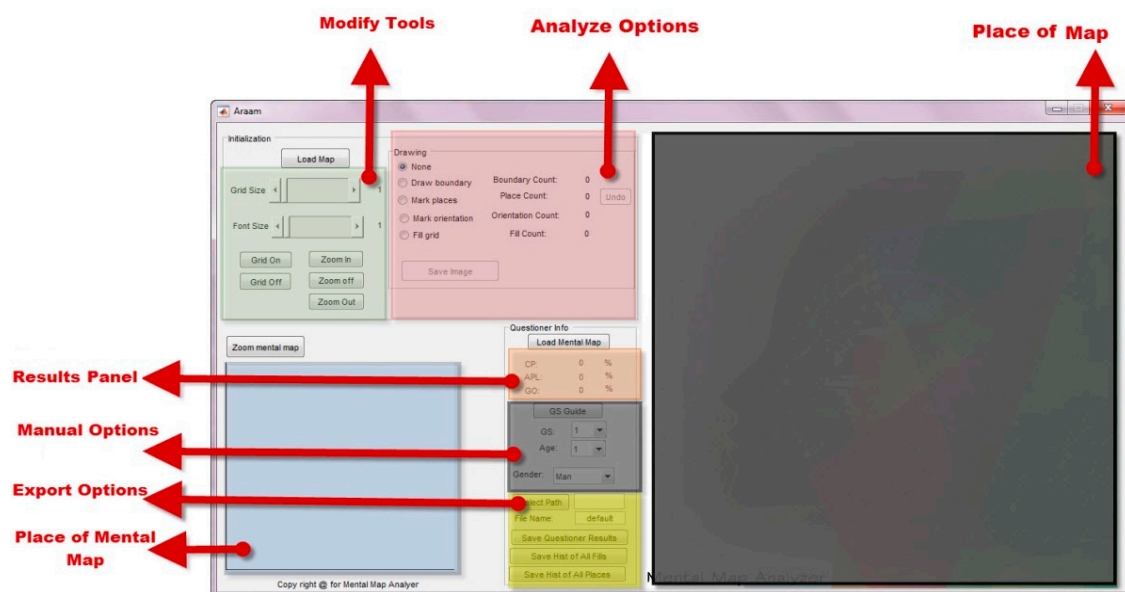 Modify Tools
Analyze Options
Place of Map
Araam
Initialization
Load Map
Grid Size
1
Font Size
1
Grid On
Zoom in
Grid Off
Zoom off
Zoom Out
Drawing
None
Draw boundary
Mark places
Mark orientation
Fill grid
Boundary Count: 0
Place Count: 0
Undo
Orientation Count: 0
Fill Count: 0
Save Image
Zoom mental map
Questioner Info
Load Mental Map
CP: 0 %
APL: 0 %
GO: 0 %
GS Guide
GS: 1
Age: 1
Gender: Man
Path
File Name: default
Save Questioner Results
Save Hist of All Fills
Save Hist of All Places
Results Panel
Manual Options
Export Options
Place of Mental
Map
Copy right @ for Mental Map Analyer
Mental Map Analyzor